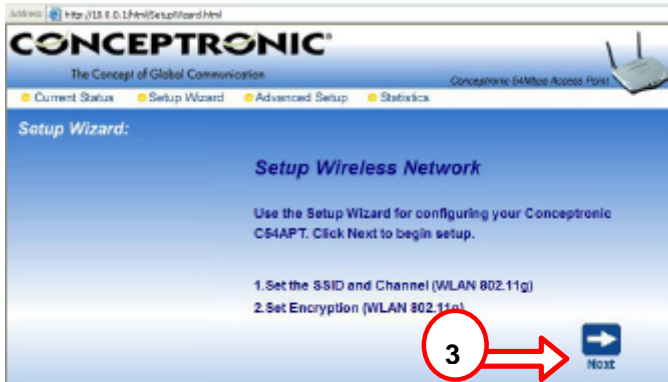 Address http://10.0.0.1/html/SetupWizard.html
CONCEPTRONIC®
The Concept of Global Communication
Conceptronic 54Mbps Access Point
Current Status Setup Wizard Advanced Setup Statistics
Setup Wizard:
Setup Wireless Network
Use the Setup Wizard for configuring your Conceptronic
C54APT. Click Next to begin setup.
1.Set the SSID and Channel (WLAN 802.11g)
2.Set Encryption (WLAN 802.11g)
3
Next